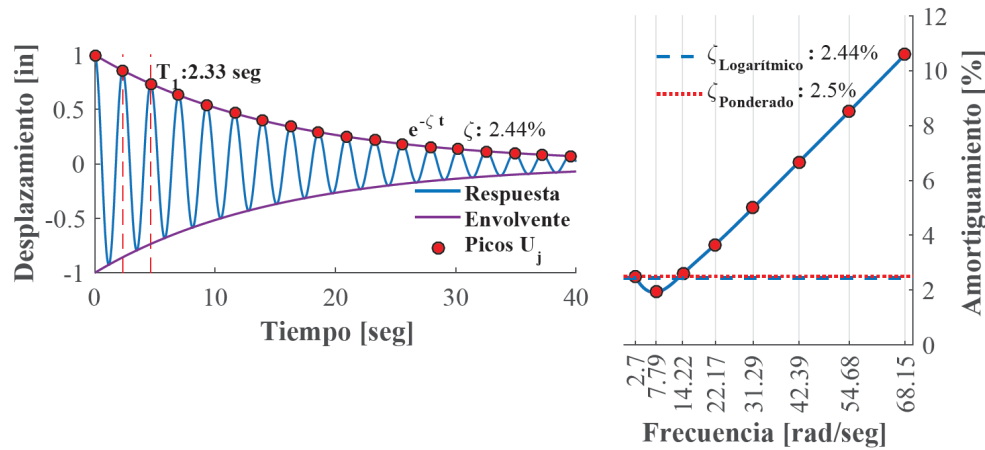 Desplazamiento [in]
1
0.5
0
-0.5
-1
T1:2.33 seg
e-ζ t ζ: 2.44%
Respuesta
Envolvente
Picos Uj
0 10 20 30 40
Tiempo [seg]
ζLogarítmico : 2.44%
ζPonderado : 2.5%
12
10
8
6
4
2
0
Amortiguamiento [%]
2.7
7.79
14.22
22.17
31.29
42.39
54.68
68.15
Frecuencia [rad/seg]